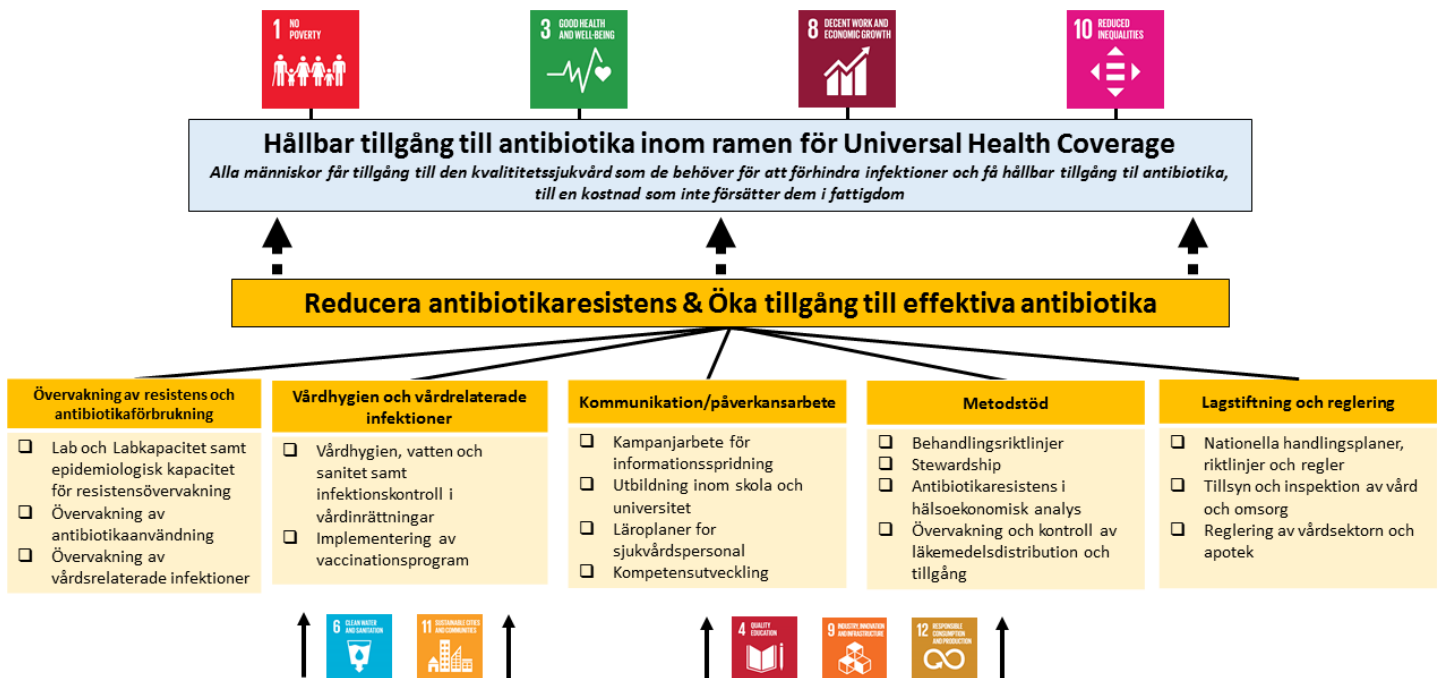 1 NO
POVERTY
3 GOOD HEALTH
AND WELL-BEING
8 DECENT WORK AND
ECONOMIC GROWTH
10 REDUCED
INEQUALITIES
Hållbar tillgång till antibiotika inom ramen för Universal Health Coverage
Alla människor får tillgång till den kvalititetssjukvård som de behöver för att förhindra infektioner och få hållbar tillgång til antibiotika,
till en kostnad som inte försätter dem i fattigdom
Reducera antibiotikaresistens & Öka tillgång till effektiva antibiotika
Övervakning av resistens och
antibiotikaförbrukning
Lab och Labkapacitet samt
epidemiologisk kapacitet
för resistensövervakning
Övervakning av
antibiotikaanvändning
Övervakning av
vårdsrelaterade infektioner
Vårdhygien och vårdrelaterade
infektioner
Vårdhygien, vatten och
sanitet samt
infektionskontroll i
vårdinrättningar
Implementering av
vaccinationsprogram
Kommunikation/påverkansarbete
Kampanjarbete för
informationsspridning
Utbildning inom skola och
universitet
Läroplaner for
sjukvårdspersonal
Kompetensutveckling
Metodstöd
Behandlingsriktlinjer
Stewardship
Antibiotikaresistens i
hälsoekonomisk analys
Övervakning och kontroll av
läkemedelsdistribution och
tillgång
Lagstiftning och reglering
Nationella handlingsplaner,
riktlinjer och regler
Tillsyn och inspektion av vård
och omsorg
Reglering av vårdsektorn och
apotek
6 CLEAN WATER
AND SANITATION
11 SUSTAINABLE CITIES
AND COMMUNITIES
4 QUALITY
EDUCATION
9 INDUSTRY, INNOVATION
AND INFRASTRUCTURE
12 RESPONSIBLE
CONSUMPTION
AND PRODUCTION